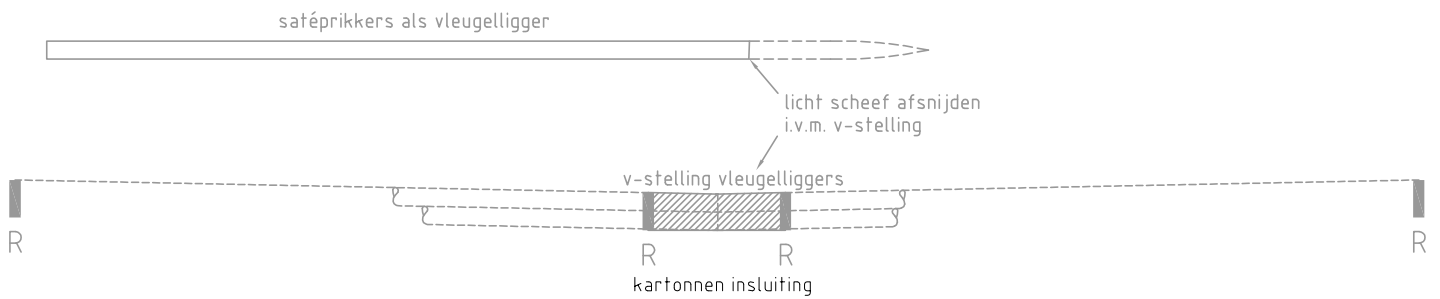 satéprikkers als vleugelligger
licht scheef afsnijden
i.v.m. v-stelling
v-stelling vleugelliggers
R
R
R
R
kartonnen insluiting